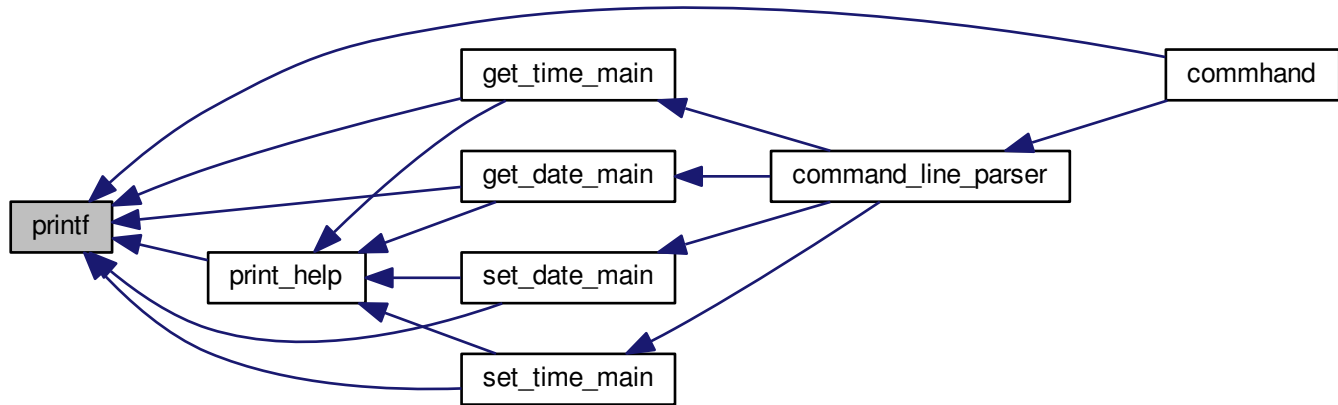 get_time_main
commhand
get_date_main
command_line_parser
printf
print_help
set_date_main
set_time_main